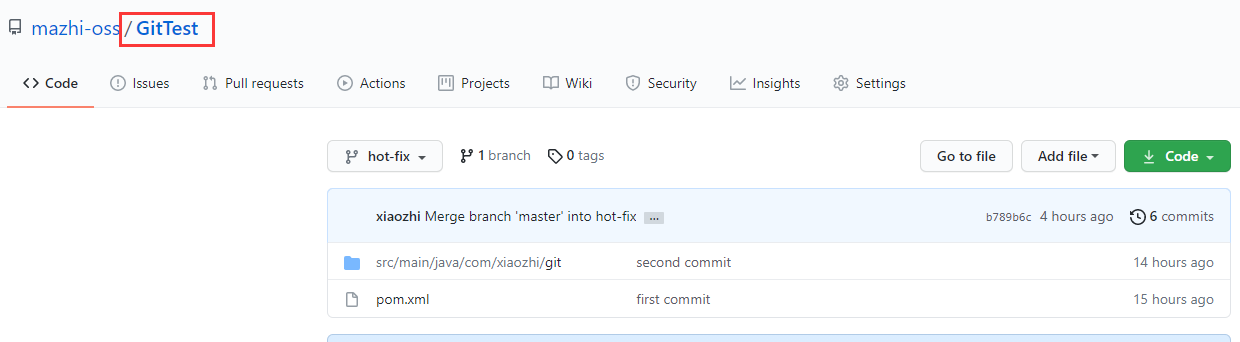 mazhi-oss / GitTest
Code Issues Pull requests Actions Projects Wiki Security Insights Settings
hot-fix 1 branch 0 tags Go to file Add file Code
xiaozhi Merge branch 'master' into hot-fix ... b789b6c 4 hours ago 6 commits
src/main/java/com/xiaozhi/git second commit 14 hours ago
pom.xml first commit 15 hours ago